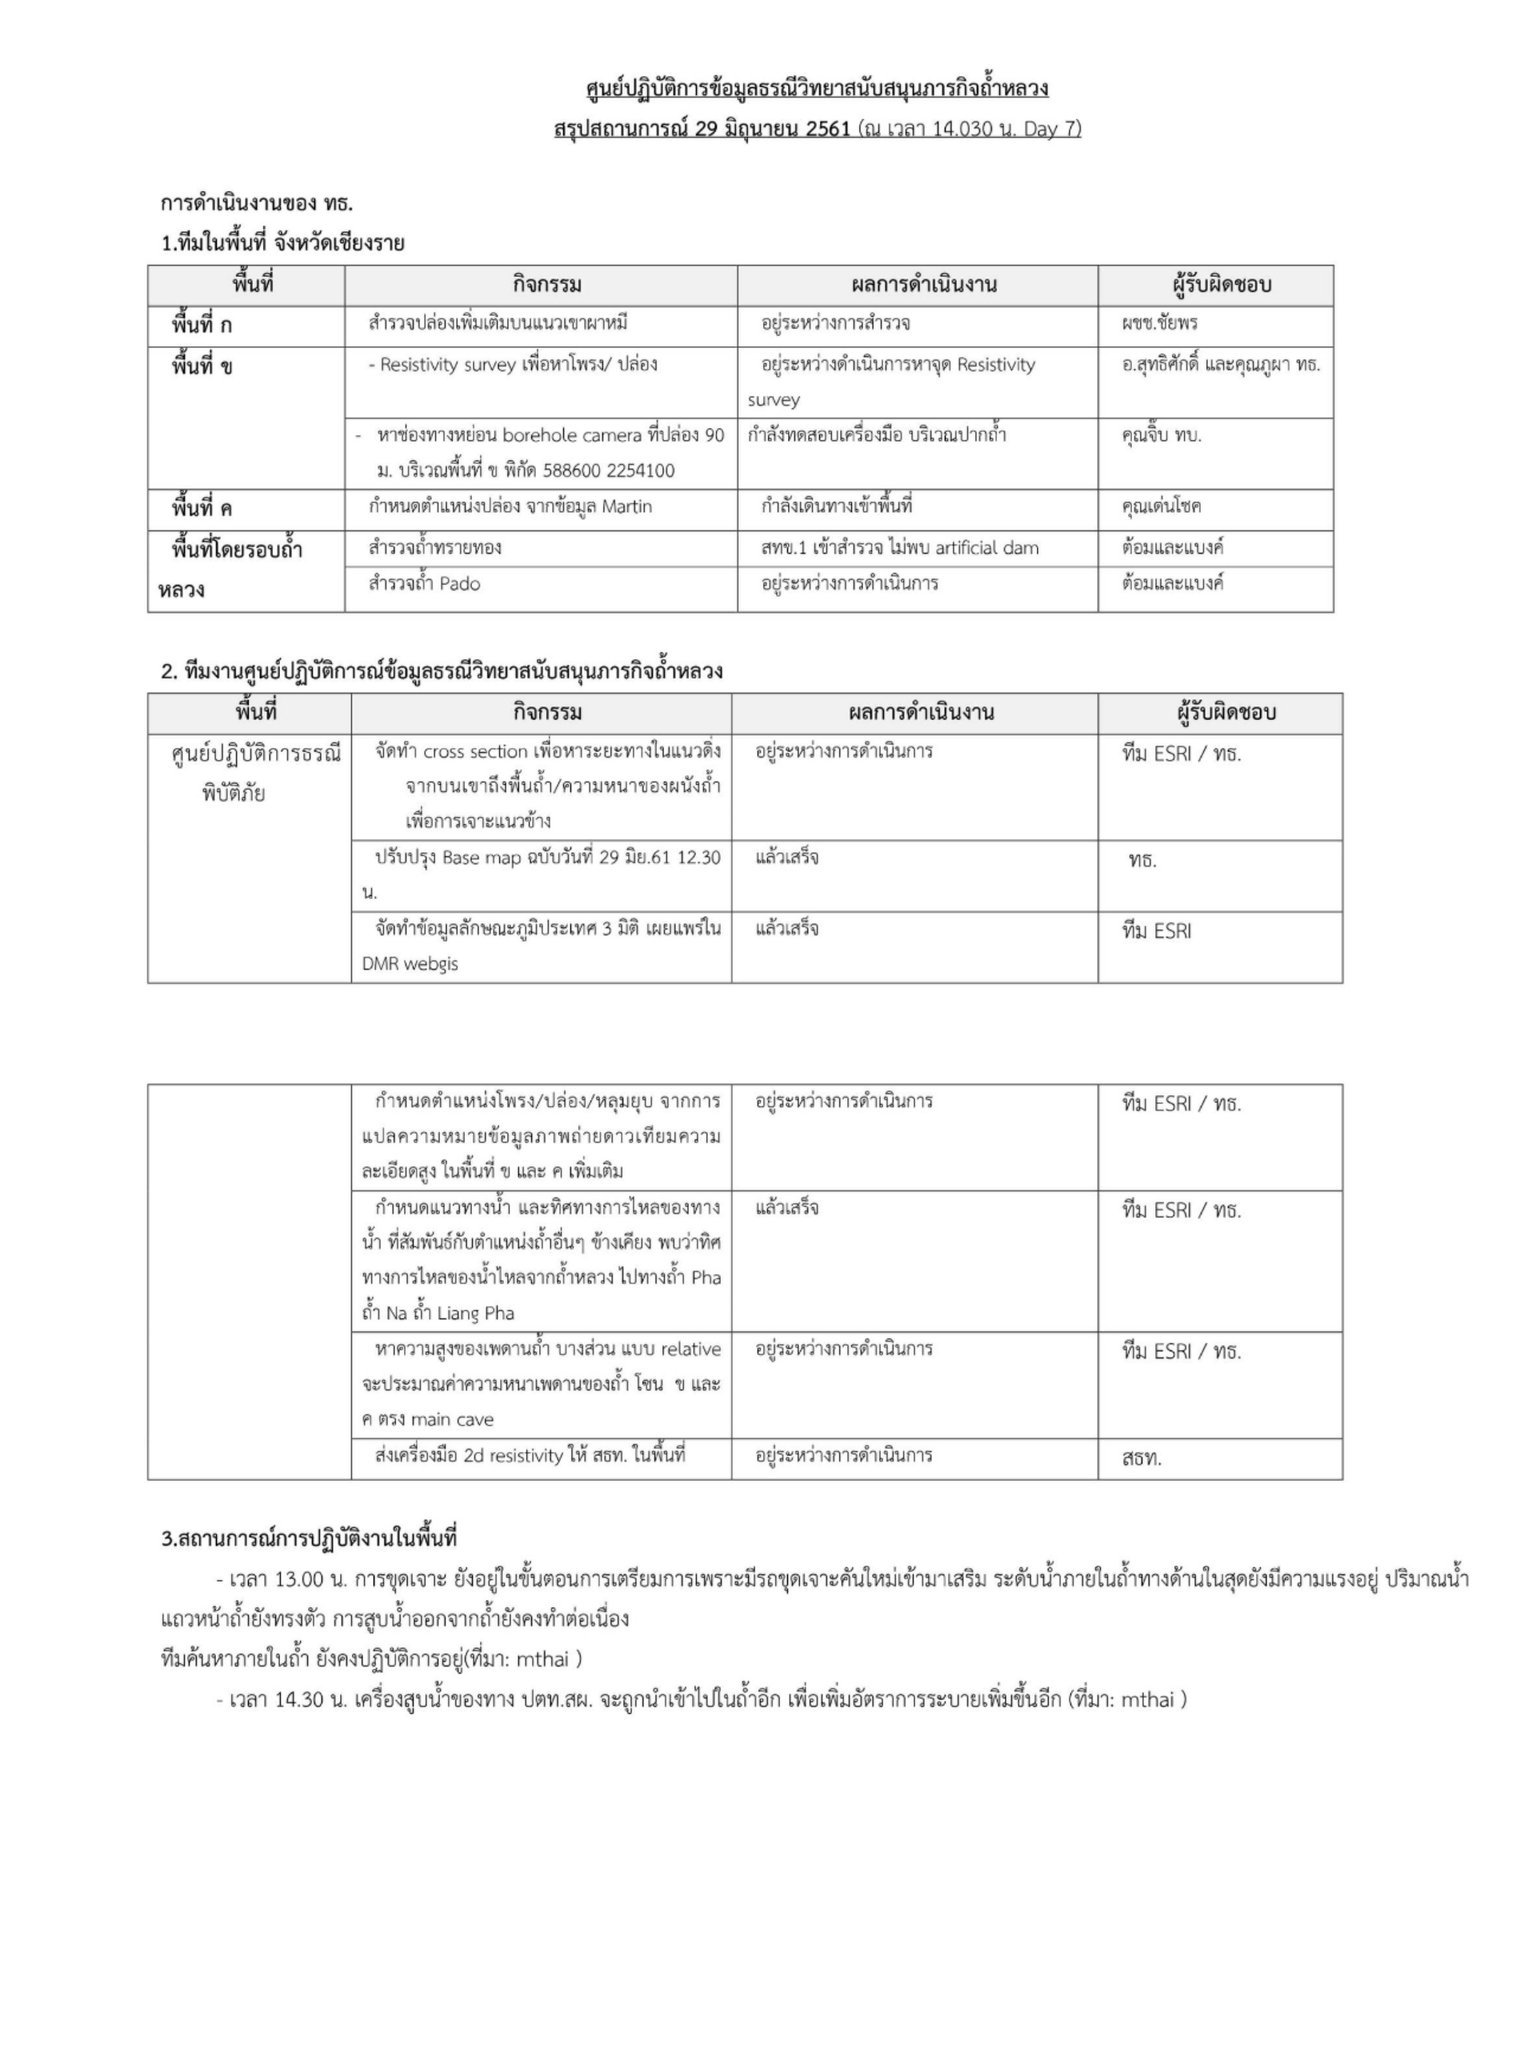 ศูนย์ปฏิบัติการข้อมูลธรณีวิทยาสนับสนุนภารกิจถ้ำหลวง
สรุปสถานการณ์ 29 มิถุนายน 2561 (ณ เวลา 14.030 น. Day 7)
การดำเนินงานของ ทธ.
1.ทีมในพื้นที่ จังหวัดเชียงราย
พื้นที่ กิจกรรม ผลการดำเนินงาน ผู้รับผิดชอบ
พื้นที่ ก สำรวจปล่องเพิ่มเติมบนแนวเขาผาหมี อยู่ระหว่างการสำรวจ ผชช.ชัยพร
พื้นที่ ข - Resistivity survey เพื่อหาโพรง/ ปล่อง อยู่ระหว่างดำเนินการหาจุด Resistivity อ.สุทธิศักดิ์ และคุณภูผา ทธ.
survey
- หาช่องทางหย่อน borehole camera ที่ปล่อง 90 กำลังทดสอบเครื่องมือ บริเวณปากถ้ำ คุณจิ๊บ ทบ.
ม. บริเวณพื้นที่ ข พิกัด 588600 2254100
พื้นที่ ค กำหนดตำแหน่งปล่อง จากข้อมูล Martin กำลังเดินทางเข้าพื้นที่ คุณเด่นโชค
พื้นที่โดยรอบถ้ำ สำรวจถ้ำทรายทอง สทข.1 เข้าสำรวจ ไม่พบ artificial dam ต้อมและแบงค์
หลวง สำรวจถ้ำ Pado อยู่ระหว่างการดำเนินการ ต้อมและแบงค์
2. ทีมงานศูนย์ปฏิบัติการณ์ข้อมูลธรณีวิทยาสนับสนุนภารกิจถ้ำหลวง
พื้นที่ กิจกรรม ผลการดำเนินงาน ผู้รับผิดชอบ
ศูนย์ปฏิบัติการธรณี จัดทำ cross section เพื่อหาระยะทางในแนวดิ่ง อยู่ระหว่างการดำเนินการ ทีม ESRI / ทธ.
พิบัติภัย จากบนเขาถึงพื้นถ้ำ/ความหนาของผนังถ้ำ
เพื่อการเจาะแนวข้าง
ปรับปรุง Base map ฉบับวันที่ 29 มิย.61 12.30 แล้วเสร็จ ทธ.
น.
จัดทำข้อมูลลักษณะภูมิประเทศ 3 มิติ เผยแพร่ใน แล้วเสร็จ ทีม ESRI
DMR webgis
กำหนดตำแหน่งโพรง/ปล่อง/หลุมยุบ จากการ อยู่ระหว่างการดำเนินการ ทีม ESRI / ทธ.
แปลความหมายข้อมูลภาพถ่ายดาวเทียมความ
ละเอียดสูง ในพื้นที่ ข และ ค เพิ่มเติม
กำหนดแนวทางน้ำ และทิศทางการไหลของทาง แล้วเสร็จ ทีม ESRI / ทธ.
น้ำ ที่สัมพันธ์กับตำแหน่งถ้ำอื่นๆ ข้างเคียง พบว่าทิศ
ทางการไหลของน้ำไหลจากถ้ำหลวง ไปทางถ้ำ Pha
ถ้ำ Na ถ้ำ Liang Pha
หาความสูงของเพดานถ้ำ บางส่วน แบบ relative อยู่ระหว่างการดำเนินการ ทีม ESRI / ทธ.
จะประมาณค่าความหนาเพดานของถ้ำ โซน ข และ
ค ตรง main cave
ส่งเครื่องมือ 2d resistivity ให้ สธท. ในพื้นที่ อยู่ระหว่างการดำเนินการ สธท.
3.สถานการณ์การปฏิบัติงานในพื้นที่
- เวลา 13.00 น. การขุดเจาะ ยังอยู่ในขั้นตอนการเตรียมการเพราะมีรถขุดเจาะคันใหม่เข้ามาเสริม ระดับน้ำภายในถ้ำทางด้านในสุดยังมีความแรงอยู่ ปริมาณน้ำ
แถวหน้าถ้ำยังทรงตัว การสูบน้ำออกจากถ้ำยังคงทำต่อเนื่อง
ทีมค้นหาภายในถ้ำ ยังคงปฏิบัติการอยู่(ที่มา: mthai )
- เวลา 14.30 น. เครื่องสูบน้ำของทาง ปตท.สผ. จะถูกนำเข้าไปในถ้ำอีก เพื่อเพิ่มอัตราการระบายเพิ่มขึ้นอีก (ที่มา: mthai )